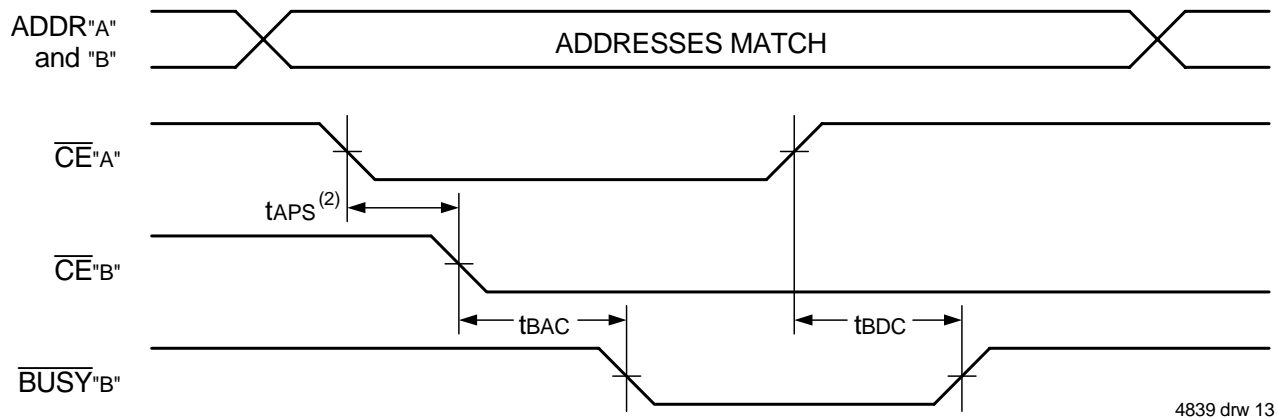 ADDR"A"
and "B"
ADDRESSES MATCH
CE"A"
tAPS(2)
CE"B"
tBAC
tBDC
BUSY"B"
4839 drw 13